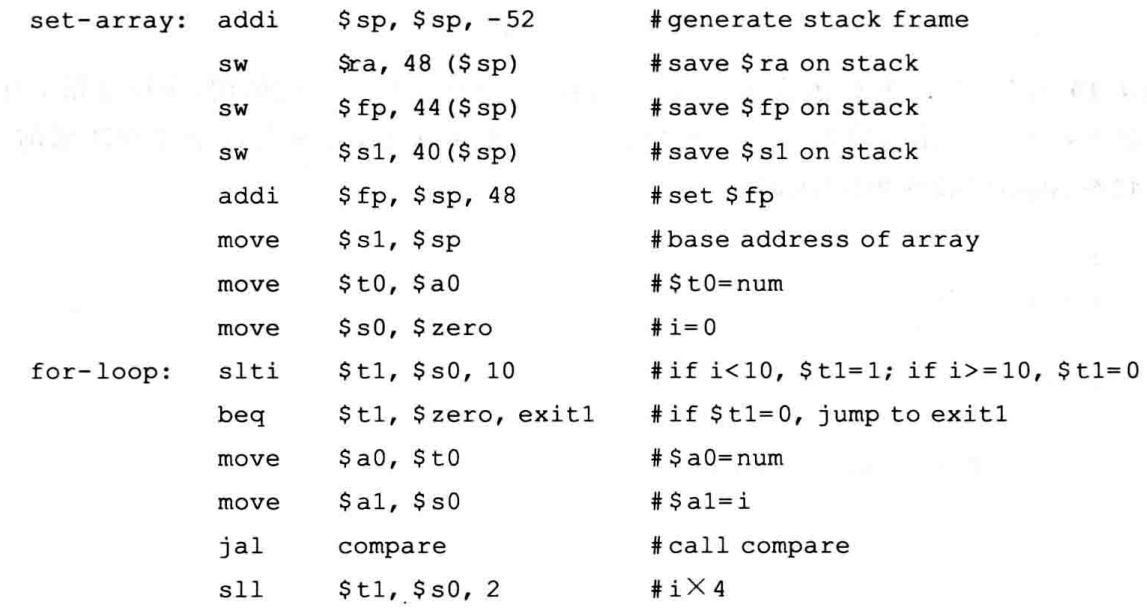 set-array: addi $sp, $sp, -52 #generate stack frame
sw $ra, 48 ($sp) #save $ra on stack
sw $fp, 44($sp) #save $fp on stack
sw $s1, 40($sp) #save $s1 on stack
addi $fp, $sp, 48 #set $fp
move $s1, $sp #base address of array
move $t0, $a0 #$t0=num
move $s0, $zero #i=0
for-loop: slti $t1, $s0, 10 #if i<10, $t1=1; if i>=10, $t1=0
beq $t1, $zero, exit1 #if $t1=0, jump to exit1
move $a0, $t0 #$a0=num
move $a1, $s0 #$a1=i
jal compare #call compare
sll $t1, $s0, 2 #i×4